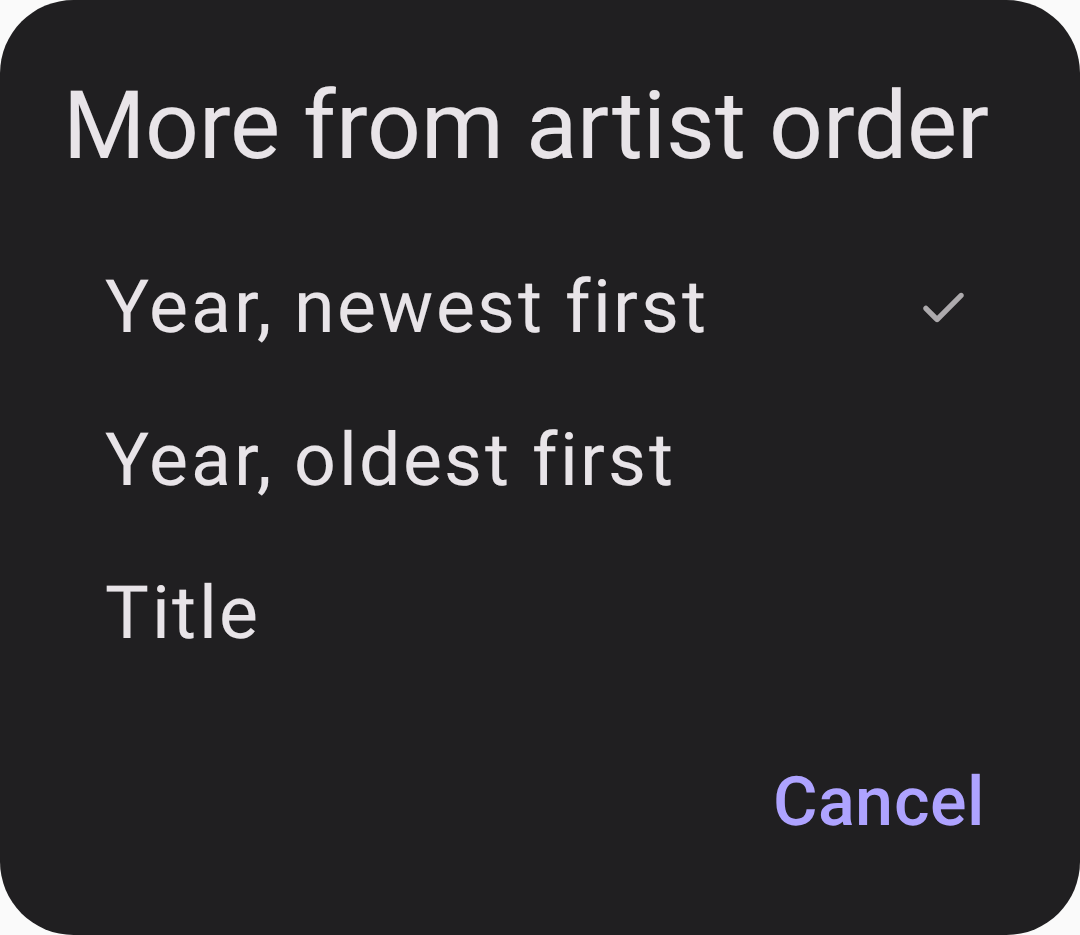 More from artist order
Year, newest first
Year, oldest first
Title
Cancel